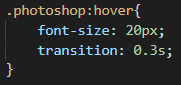 .photoshop:hover{
    font-size: 20px;
    transition: 0.3s;
}